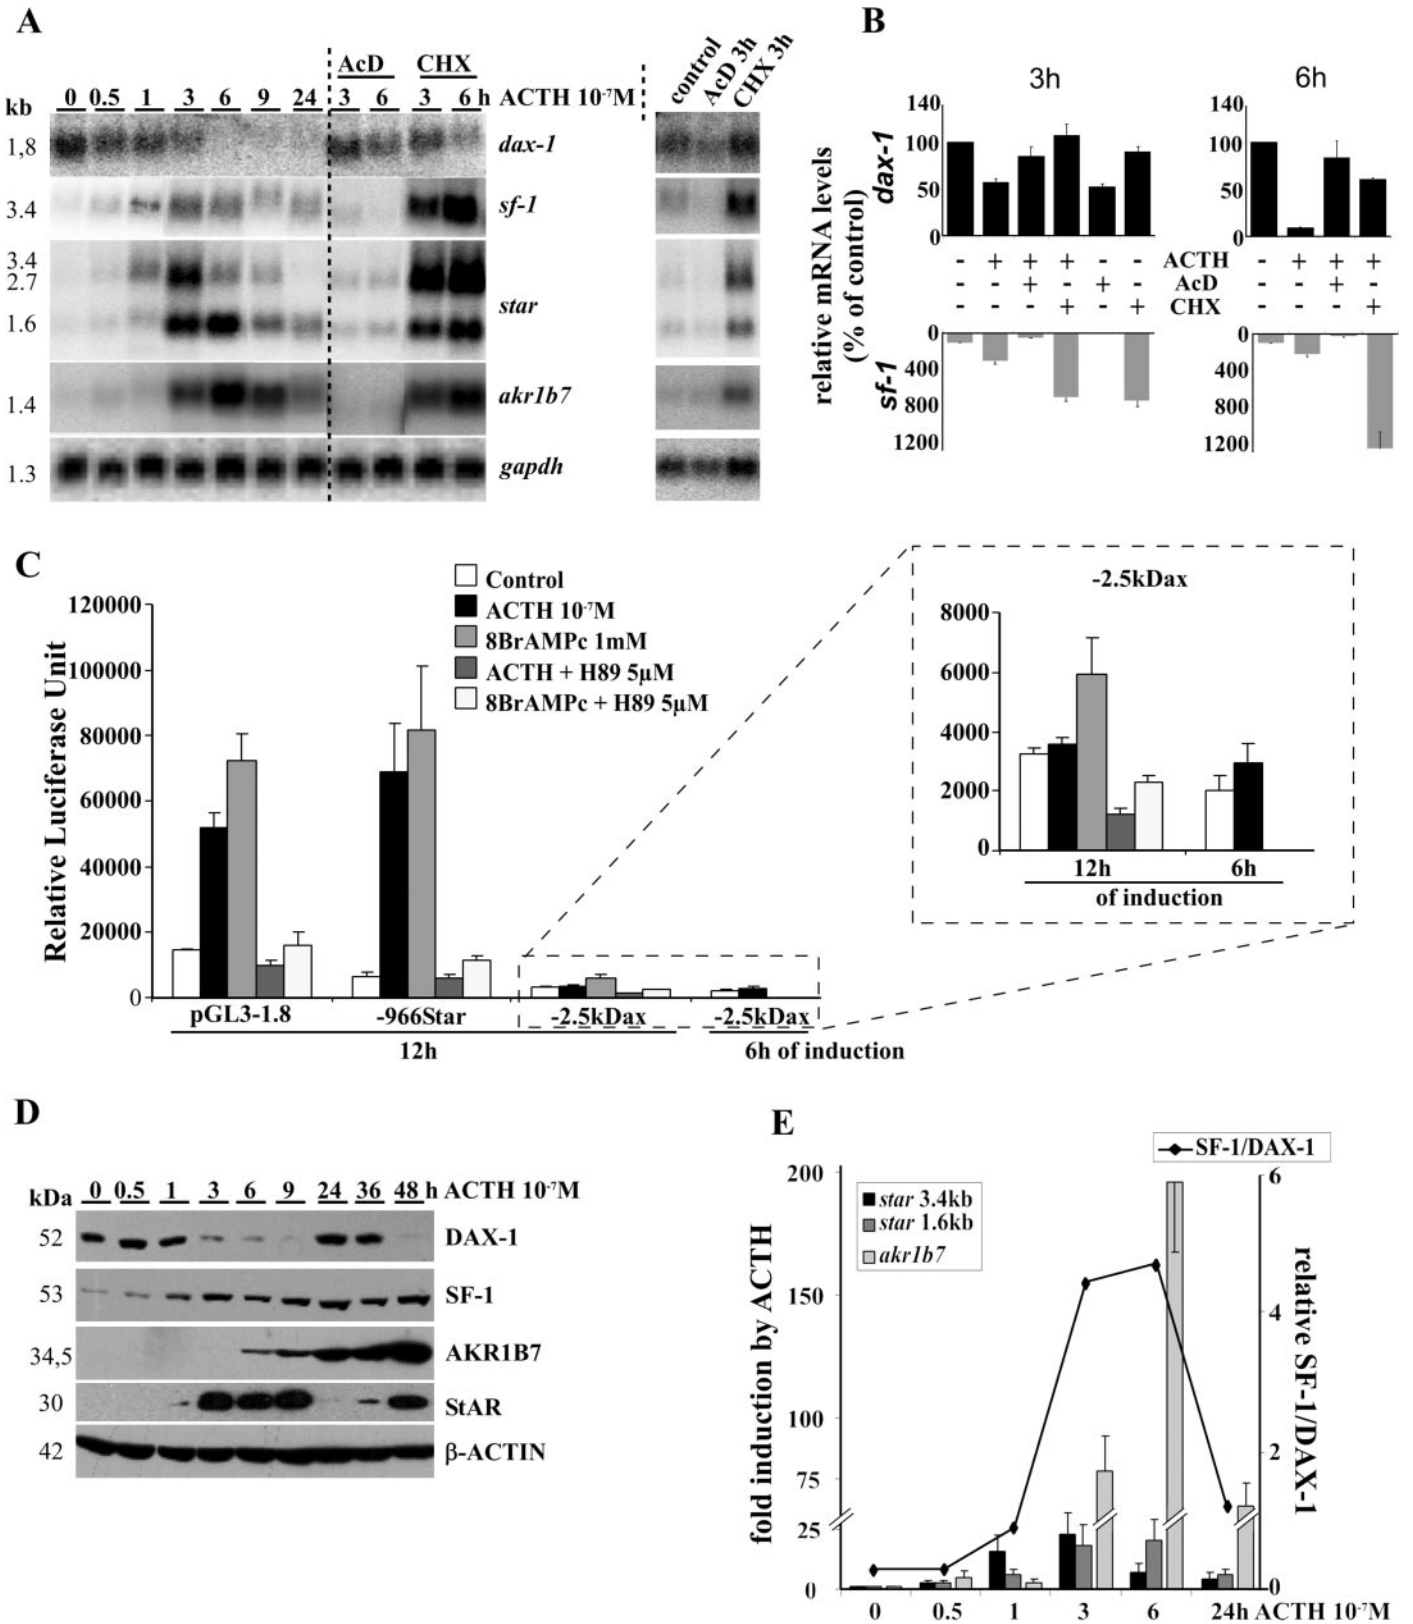 A
AcD CHX
kb 0 0.5 1 3 6 9 24 3 6 3 6 h ACTH 10-7M
control AcD 3h CHX 3h
1,8 dax-1
3.4 sf-1
3.4
2.7
star
1.6
1.4 akr1b7
1.3 gapdh
B
3h 6h
relative mRNA levels
(% of control)
dax-1
140 140
100 100
50 50
0 0
- + + + - - ACTH - + + +
- - + - + - AcD - - + -
- - - + - + CHX - - - +
sf-1
0 0
400 400
800 800
1200 1200
C
Relative Luciferase Unit
120000
100000
80000
60000
40000
20000
0
Control
ACTH 10-7M
8BrAMPc 1mM
ACTH + H89 5µM
8BrAMPc + H89 5µM
pGL3-1.8 -966Star -2.5kDax -2.5kDax
12h 6h of induction
-2.5kDax
8000
6000
4000
2000
0
12h 6h
of induction
D
kDa 0 0.5 1 3 6 9 24 36 48 h ACTH 10-7M
52 DAX-1
53 SF-1
34,5 AKR1B7
30 StAR
42 β-ACTIN
E
SF-1/DAX-1
star 3.4kb
star 1.6kb
akr1b7
fold induction by ACTH
200
150
100
75
25
0
relative SF-1/DAX-1
6
4
2
0
0 0.5 1 3 6 24h ACTH 10-7M